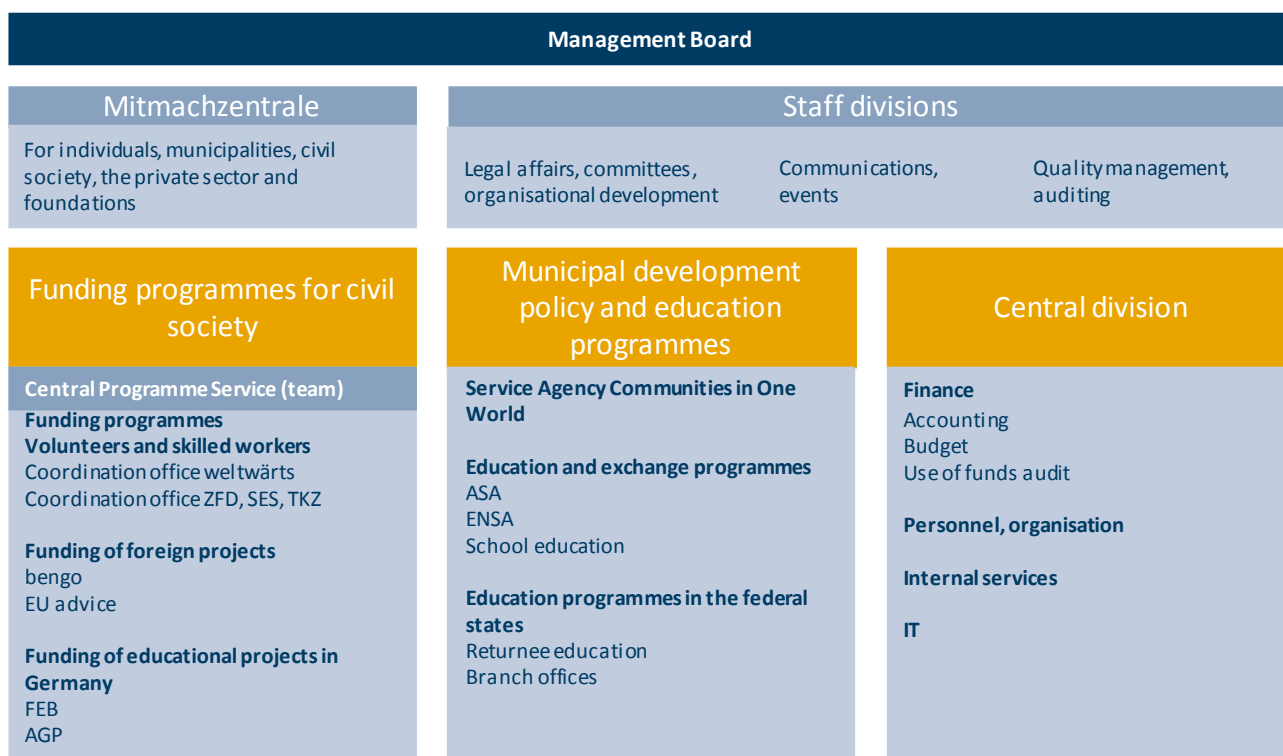 Management Board
Mitmachzentrale
For individuals, municipalities, civil
society, the private sector and
foundations
Staff divisions
Legal affairs, committees,
organisational development
Communications,
events
Quality management,
auditing
Funding programmes for civil
society
Central Programme Service (team)
Funding programmes
Volunteers and skilled workers
Coordination office weltwärts
Coordination office ZFD, SES, TKZ
Funding of foreign projects
bengo
EU advice
Funding of educational projects in
Germany
FEB
AGP
Municipal development
policy and education
programmes
Service Agency Communities in One
World
Education and exchange programmes
ASA
ENSA
School education
Education programmes in the federal
states
Returnee education
Branch offices
Central division
Finance
Accounting
Budget
Use of funds audit
Personnel, organisation
Internal services
IT